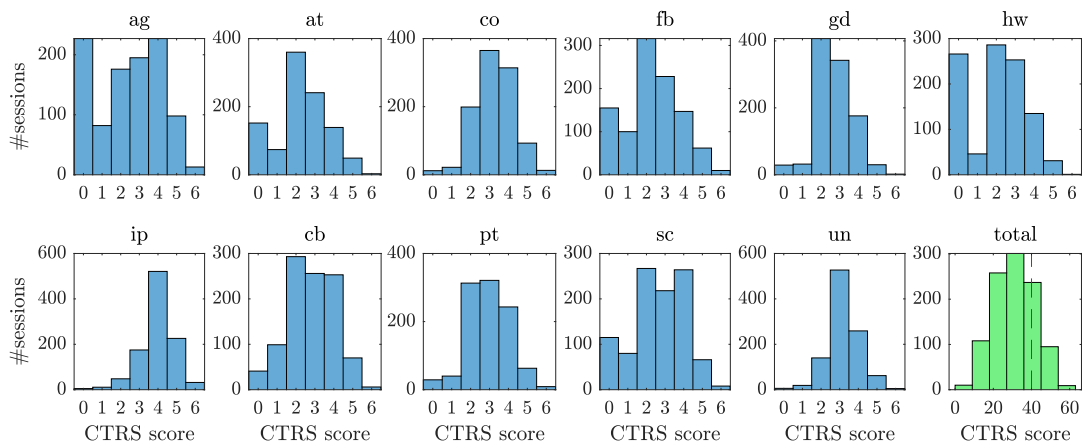 ag at co fb gd hw
200 400 400 300 400 300
#sessions
100 200 200 200 200 200
100 100
0 0 0 0 0 0
0 1 2 3 4 5 6 0 1 2 3 4 5 6 0 1 2 3 4 5 6 0 1 2 3 4 5 6 0 1 2 3 4 5 6 0 1 2 3 4 5 6
ip cb pt sc un total
600 300 400 300 600 300
#sessions
400 200 200 200 400 200
200 100 100 200 100
0 0 0 0 0 0
0 1 2 3 4 5 6 0 1 2 3 4 5 6 0 1 2 3 4 5 6 0 1 2 3 4 5 6 0 1 2 3 4 5 6 0 20 40 60
CTRS score CTRS score CTRS score CTRS score CTRS score CTRS score